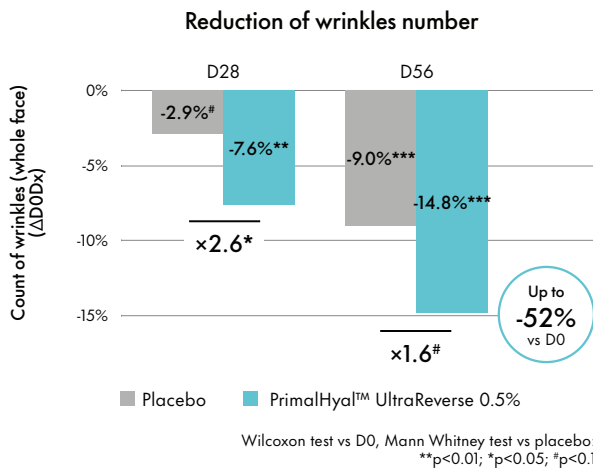 Reduction of wrinkles number
D28
D56
Count of wrinkles (whole face)
(ΔD0Dx)
0%
-5%
-10%
-15%
-2.9%#
-7.6%**
-9.0%***
-14.8%***
×2.6*
×1.6#
Up to
-52%
vs D0
Placebo
PrimalHyal™ UltraReverse 0.5%
Wilcoxon test vs D0, Mann Whitney test vs placebo:
**p<0.01; *p<0.05; #p<0.1